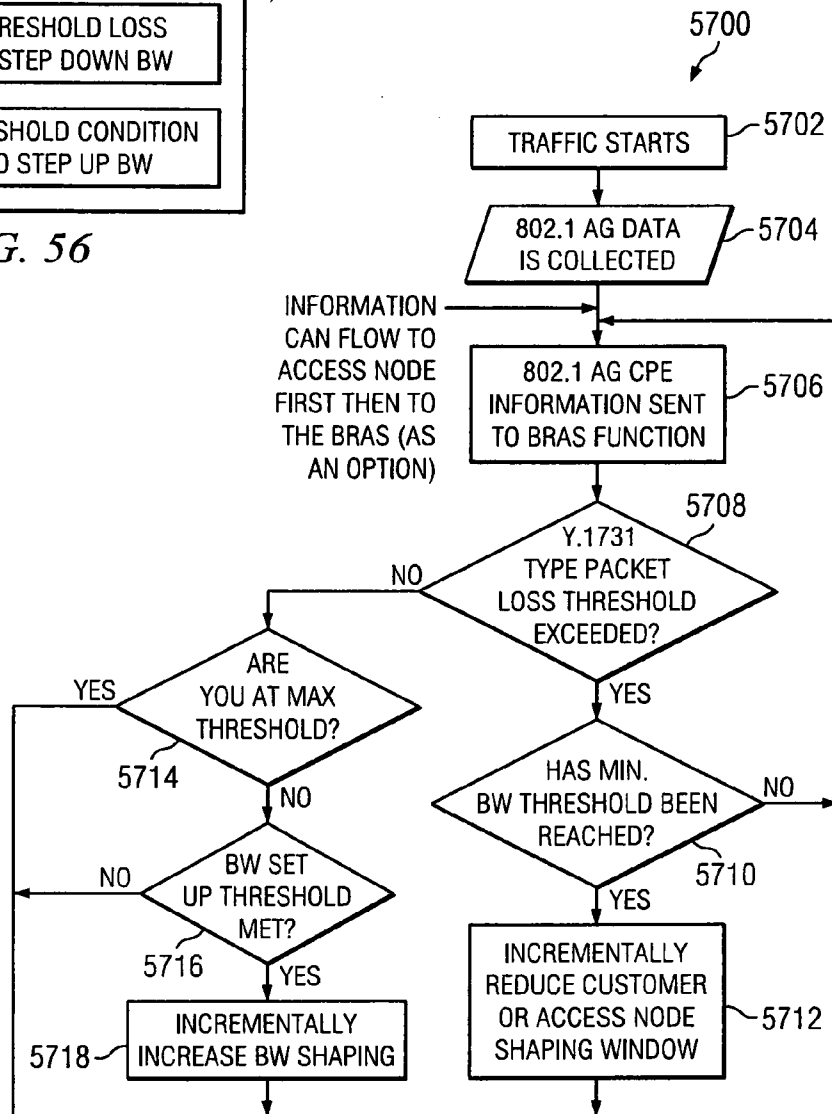 RESHOLD LOSS
STEP DOWN BW
SHOLD CONDITION
O STEP UP BW
G. 56
5700
TRAFFIC STARTS
5702
802.1 AG DATA
IS COLLECTED
5704
INFORMATION
CAN FLOW TO
ACCESS NODE
FIRST THEN TO
THE BRAS (AS
AN OPTION)
802.1 AG CPE
INFORMATION SENT
TO BRAS FUNCTION
5706
5708
Y.1731
TYPE PACKET
LOSS THRESHOLD
EXCEEDED?
NO
YES
ARE
YOU AT MAX
THRESHOLD?
YES
5714
NO
HAS MIN.
BW THRESHOLD BEEN
REACHED?
NO
5710
YES
BW SET
UP THRESHOLD
MET?
NO
5716
YES
INCREMENTALLY
REDUCE CUSTOMER
OR ACCESS NODE
SHAPING WINDOW
5712
INCREMENTALLY
INCREASE BW SHAPING
5718